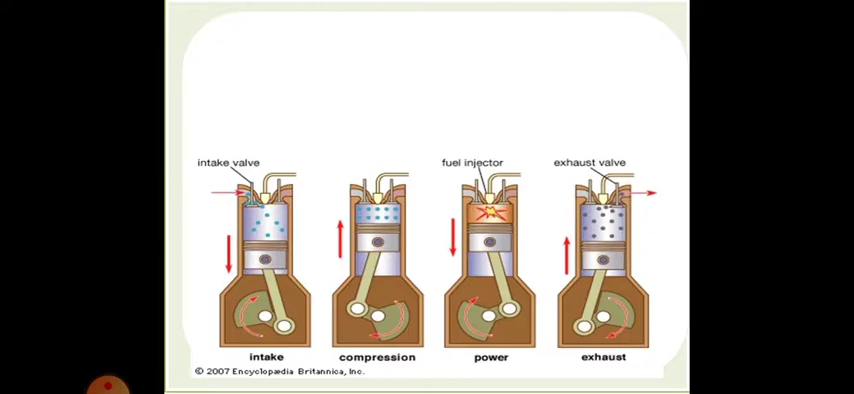 intake valve
fuel injector
exhaust valve
intake
compression
power
exhaust
© 2007 Encyclopædia Britannica, Inc.